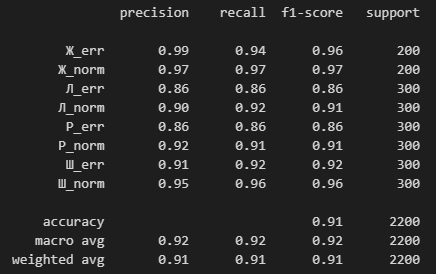 precision recall f1-score support
Ж_err 0.99 0.94 0.96 200
Ж_norm 0.97 0.97 0.97 200
Л_err 0.86 0.86 0.86 300
Л_norm 0.90 0.92 0.91 300
Р_err 0.86 0.86 0.86 300
Р_norm 0.92 0.91 0.91 300
Ш_err 0.91 0.92 0.92 300
Ш_norm 0.95 0.96 0.96 300
accuracy 0.91 2200
macro avg 0.92 0.92 0.92 2200
weighted avg 0.91 0.91 0.91 2200